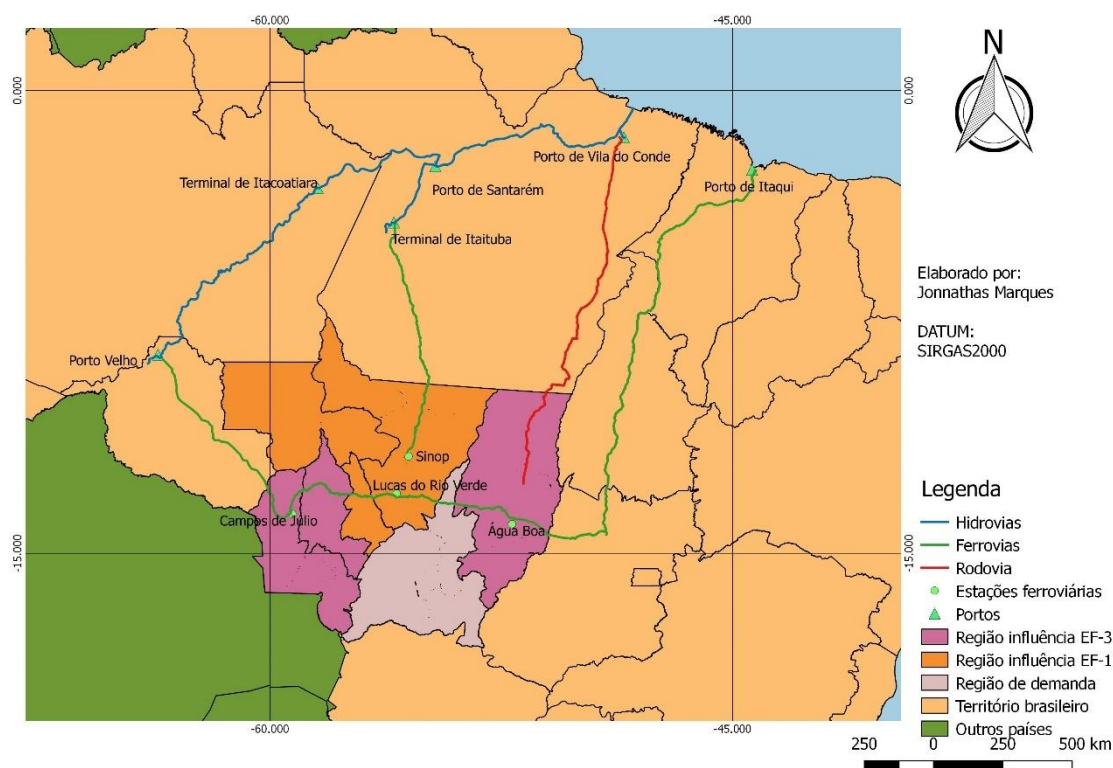 -60.000
-45.000
N
0.000
0.000
Porto de Vila do Conde
Terminal de Itacoatiara
Porto de Santarém
Porto de Itaqui
Terminal de Itaituba
Elaborado por:
Jonnathas Marques
DATUM:
SIRGAS2000
Porto Velho
Sinop
Lucas do Rio Verde
Campos de Júlio
Água Boa
-15.000
-15.000
Legenda
Hidrovias
Ferrovias
Rodovia
Estações ferroviárias
Portos
Região influência EF-3
Região influência EF-1
Região de demanda
Território brasileiro
Outros países
-60.000
-45.000
250 0 250 500 km